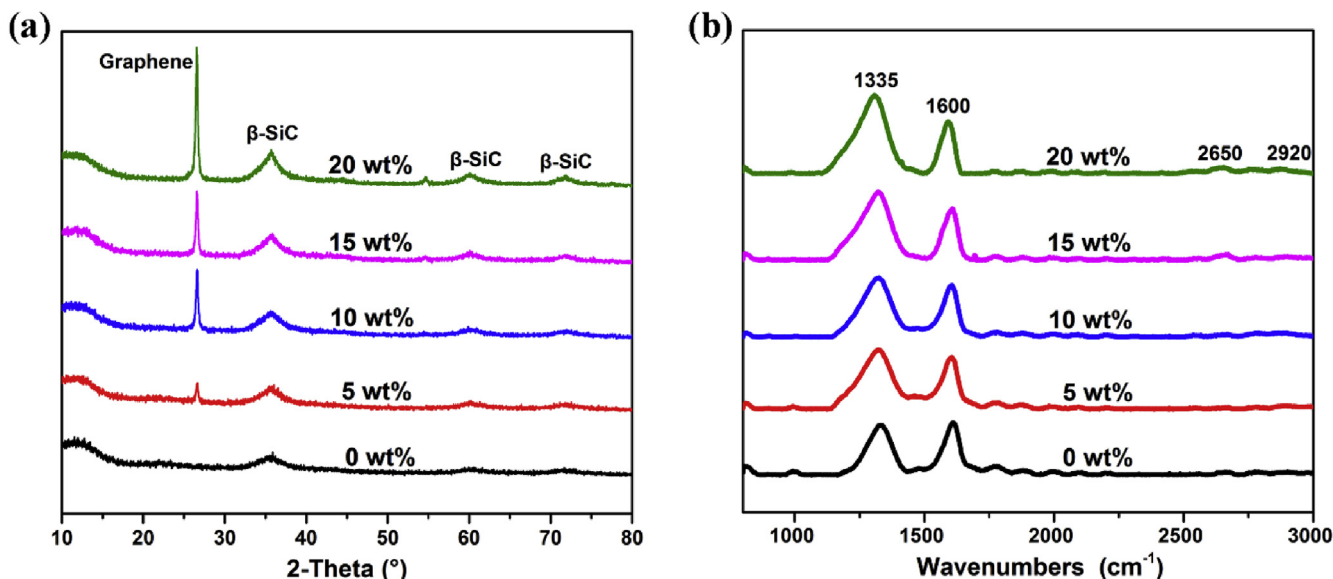 (a)
Graphene
β-SiC
β-SiC
β-SiC
20 wt%
15 wt%
10 wt%
5 wt%
0 wt%
10 20 30 40 50 60 70 80
2-Theta (°)
(b)
1335
1600
2650 2920
20 wt%
15 wt%
10 wt%
5 wt%
0 wt%
1000 1500 2000 2500 3000
Wavenumbers (cm⁻¹)